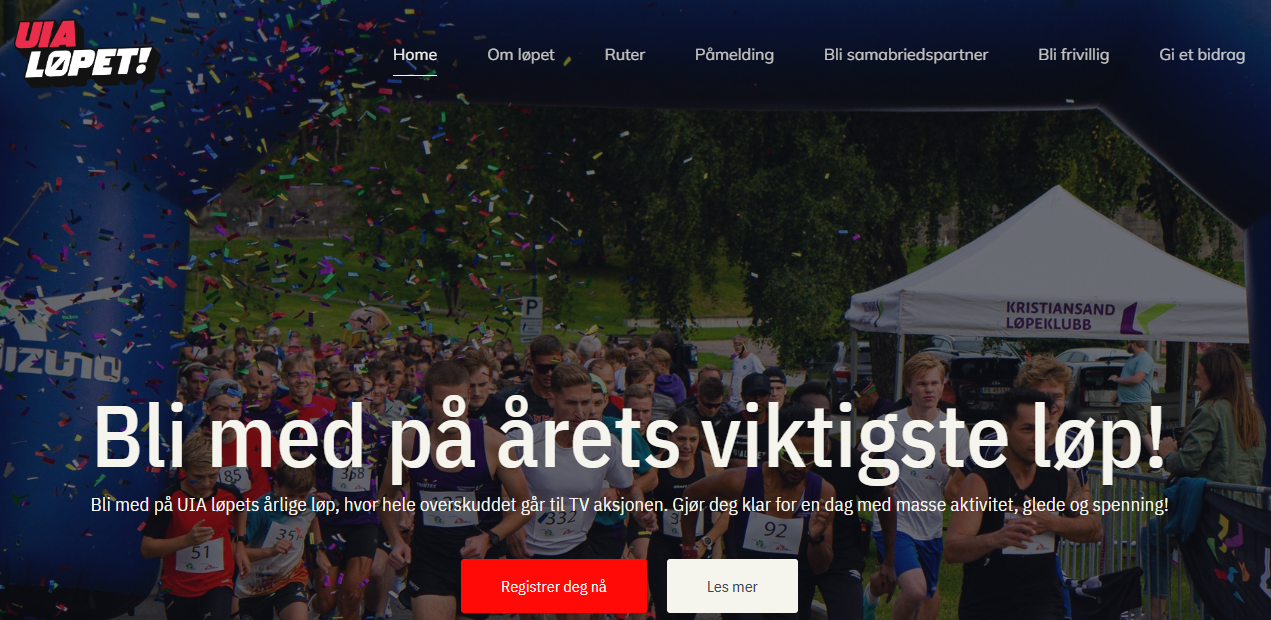 UIA
LØPET!
Home
Om løpet
Ruter
Påmelding
Bli samabriedspartner
Bli frivillig
Gi et bidrag
P
KRISTIANSAND
LØPEKLUBB
MIZUNO
Bli med på årets viktigste løp!
85
368
Bli med på UIA løpets årlige løp, hvor hele overskuddet går til TV aksjonen. Gjør deg klar for en dag med masse aktivitet, glede og spenning!
332
92
51
35
Registrer deg nå
Les mer